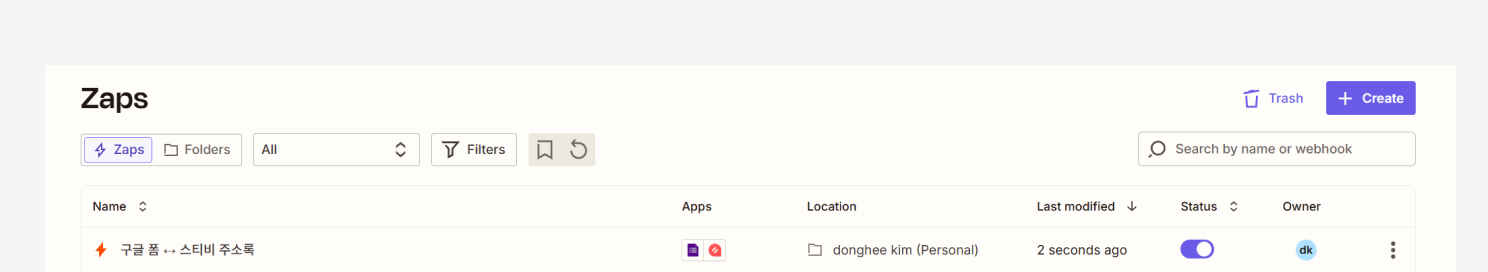 Zaps
Trash
Create
Zaps Folders All Filters Search by name or webhook
Name Apps Location Last modified Status Owner
구글 폼 ↔ 스티비 주소록 donghee kim (Personal) 2 seconds ago dk